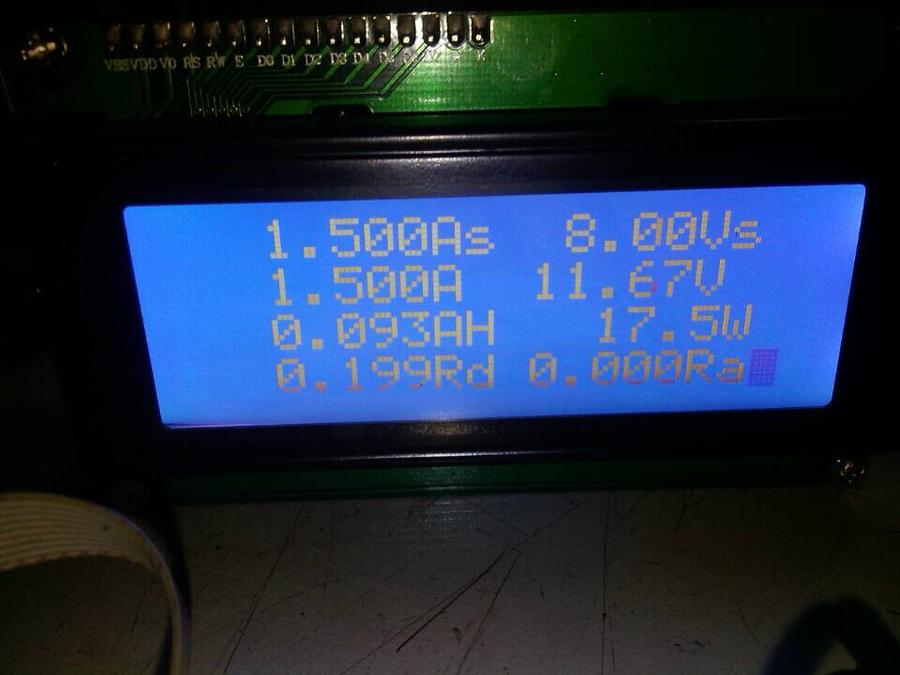 VSS VDD VO RS RW E D0 D1 D2 D3 D4
1.500As 8.00Vs
1.500A 11.67V
0.093AH 17.5W
0.199Rd 0.000Ra